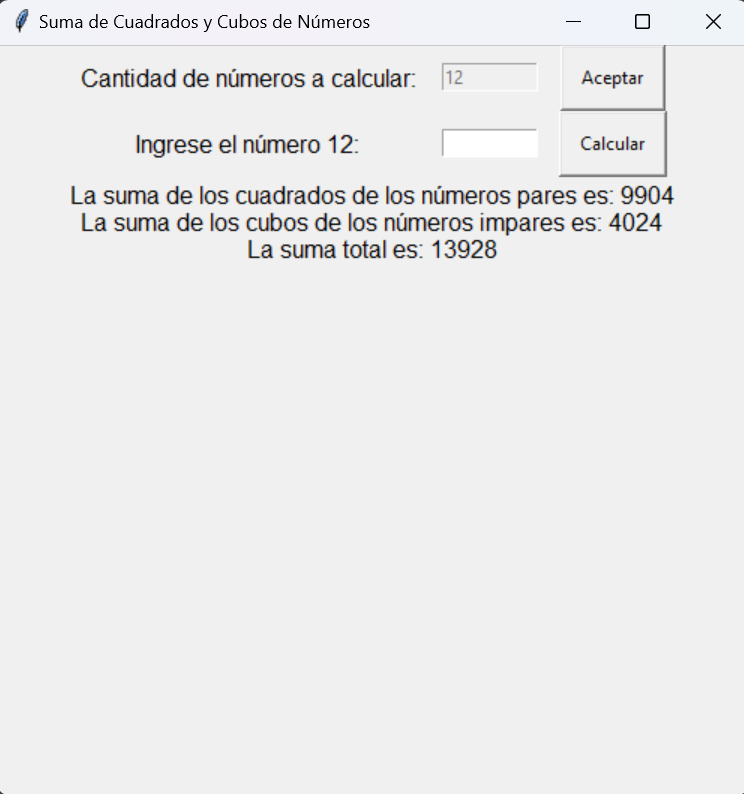 Suma de Cuadrados y Cubos de Números
Cantidad de números a calcular: 12 Aceptar
Ingrese el número 12: Calcular
La suma de los cuadrados de los números pares es: 9904
La suma de los cubos de los números impares es: 4024
La suma total es: 13928